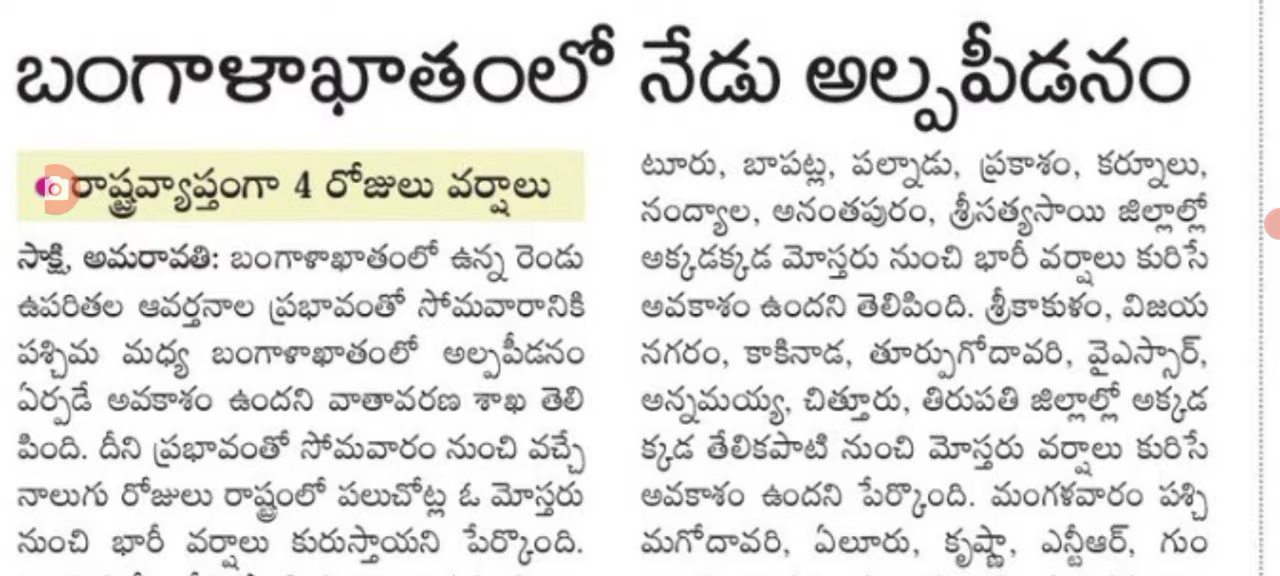 బంగాళాఖాతంలో నేడు అల్పపీడనం
రాష్ట్రవ్యాప్తంగా 4 రోజులు వర్షాలు
సాక్షి, అమరావతి: బంగాళాఖాతంలో ఉన్న రెండు
ఉపరితల ఆవర్తనాల ప్రభావంతో సోమవారానికి
పశ్చిమ మధ్య బంగాళాఖాతంలో అల్పపీడనం
ఏర్పడే అవకాశం ఉందని వాతావరణ శాఖ తెలి
పింది. దీని ప్రభావంతో సోమవారం నుంచి వచ్చే
నాలుగు రోజులు రాష్ట్రంలో పలుచోట్ల ఓ మోస్తరు
నుంచి భారీ వర్షాలు కురుస్తాయని పేర్కొంది.
టూరు, బాపట్ల, పల్నాడు, ప్రకాశం, కర్నూలు,
నంద్యాల, అనంతపురం, శ్రీసత్యసాయి జిల్లాల్లో
అక్కడక్కడ మోస్తరు నుంచి భారీ వర్షాలు కురిసే
అవకాశం ఉందని తెలిపింది. శ్రీకాకుళం, విజయ
నగరం, కాకినాడ, తూర్పుగోదావరి, వైఎస్సార్,
అన్నమయ్య, చిత్తూరు, తిరుపతి జిల్లాల్లో అక్కడ
క్కడ తేలికపాటి నుంచి మోస్తరు వర్షాలు కురిసే
అవకాశం ఉందని పేర్కొంది. మంగళవారం పశ్చి
మగోదావరి, ఏలూరు, కృష్ణా, ఎన్టీఆర్, గుం